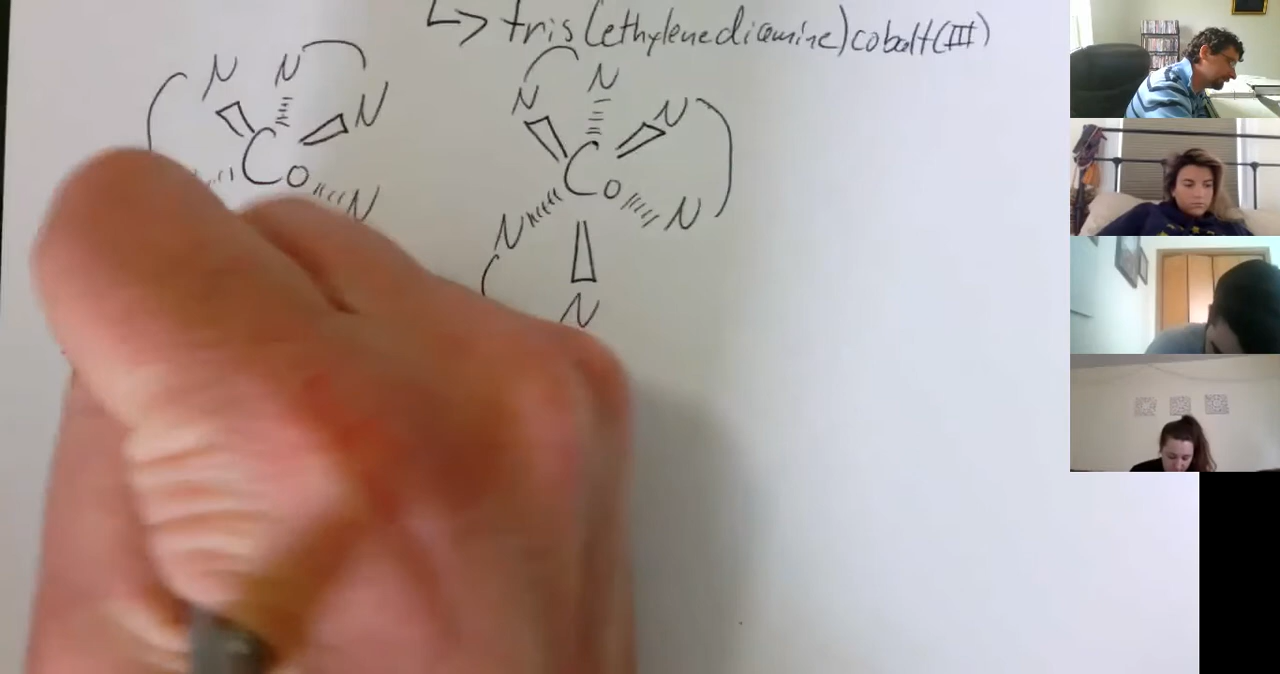 ↳ tris(ethylenediamine)cobalt(III)
N N N
N N N
Co Co
N N N
N